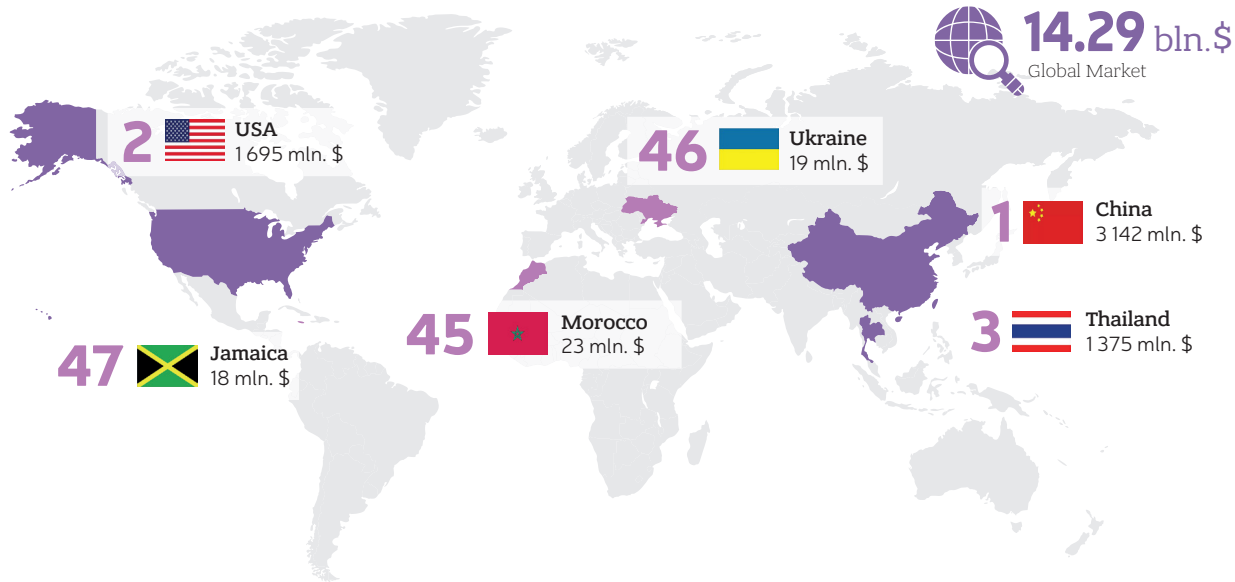 14.29 bln.$
Global Market
2
USA
1 695 mln. $
46
Ukraine
19 mln. $
1
China
3 142 mln. $
45
Morocco
23 mln. $
3
Thailand
1 375 mln. $
47
Jamaica
18 mln. $